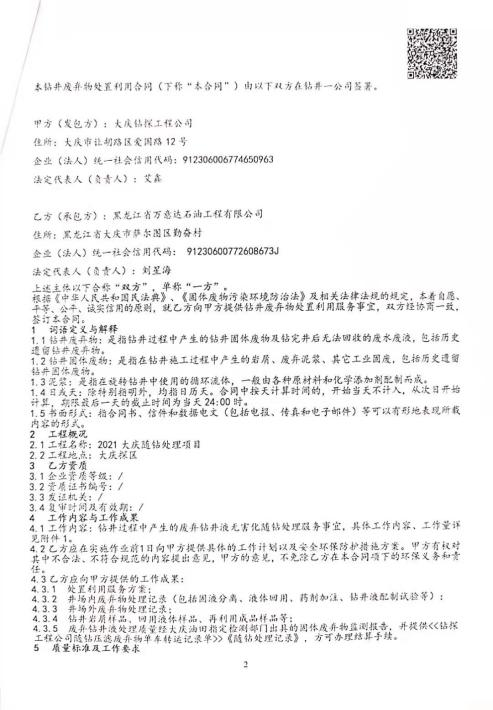 本钻井废弃物处置利用合同（下称“本合同”）由以下双方在钻井一公司签署。
甲方（发包方）：大庆钻探工程公司
住所：大庆市让胡路区爱国路12号
企业（法人）统一社会信用代码：912306006774650963
法定代表人（负责人）：艾鑫
乙方（承包方）：黑龙江省万意达石油工程有限公司
住所：黑龙江省大庆市萨尔图区勤奋村
企业（法人）统一社会信用代码：91230600772608673J
法定代表人（负责人）：刘星海
上述主体以下合称“双方”，单称“一方”。
根据《中华人民共和国民法典》、《固体废物污染环境防治法》及相关法律法规的规定，本着自愿、
平等、公平、诚实信用的原则，就乙方向甲方提供钻井废弃物处置利用服务事宜，双方经协商一致，
签订本合同。
1 词语定义与解释
1.1钻井废弃物：是指钻井过程中产生的钻井固体废物及钻完井后无法回收的废水废液，包括历史
遗留钻井废弃物。
1.2钻井固体废物：是指在钻井施工过程中产生的岩屑、废弃泥浆、其它工业固废，包括历史遗留
钻井固体废物。
1.3泥浆：是指在旋转钻井中使用的循环流体，一般由各种原材料和化学添加剂配制而成。
1.4日或天：除特别指明外，均指日历天。合同中按天计算时间的，开始当天不计入，从次日开始
计算，期限最后一天的截止时间为当天24:00时。
1.5书面形式：指合同书、信件和数据电文（包括电报、传真和电子邮件）等可以有形地表现所载
内容的形式。
2 工程概况
2.1工程名称：2021大庆随钻处理项目
2.2工程地点：大庆探区
3 乙方资质
3.1企业资质等级：/
3.2资质证书编号：/
3.3发证机关：/
3.4复审时间及有效期：/
4 工作内容与工作成果
4.1工作内容：钻井过程中产生的废弃钻井液无害化随钻处理服务事宜，具体工作内容、工作量详
见附件1。
4.2乙方应在实施作业前1日向甲方提供具体的工作计划以及安全环保防护措施方案。甲方有权对
其中不合法、不符合规范的内容提出意见，甲方的意见，不免除乙方在本合同项下的环保义务和责
任。
4.3乙方应向甲方提供的工作成果：
4.3.1 处置利用服务方案；
4.3.2 井场内废弃物处理记录（包括固液分离、液体回用、药剂加注、钻井液配制试验等）；
4.3.3 井场外废弃物处理记录；
4.3.4 钻井岩屑样品、回用液体样品、再利用成品样品等；
4.3.5 废弃钻井液处理质量经大庆油田指定检测部门出具的固体废弃物监测报告，并提供<<钻探
工程公司随钻压滤废弃物单车转运记录单>>《随钻处理记录》，方可办理结算手续。
5 质量标准及工作要求
2